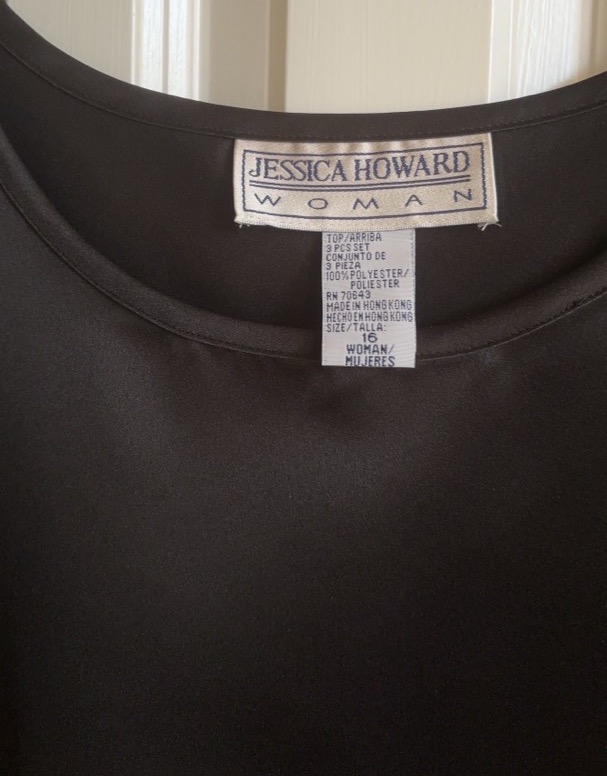 JESSICA HOWARD
WOMAN
TOP/ARRIBA
3 PCS SET
CONJUNTO DE
3 PIEZA
100% POLYESTER/
POLIESTER
RN 70643
MADE IN HONG KONG
HECHO EN HONG KONG
SIZE/TALLA:
16
WOMAN/
MUJERES